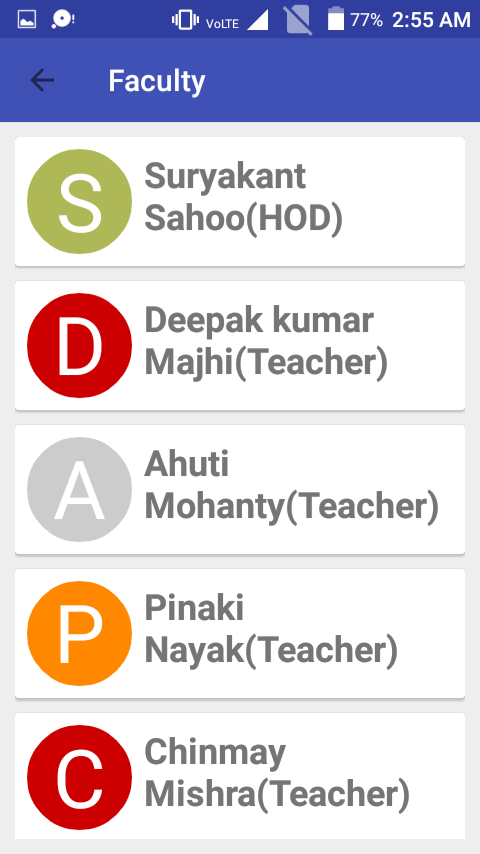 VoLTE 77% 2:55 AM
Faculty
S
Suryakant
Sahoo(HOD)
D
Deepak kumar
Majhi(Teacher)
A
Ahuti
Mohanty(Teacher)
P
Pinaki
Nayak(Teacher)
C
Chinmay
Mishra(Teacher)